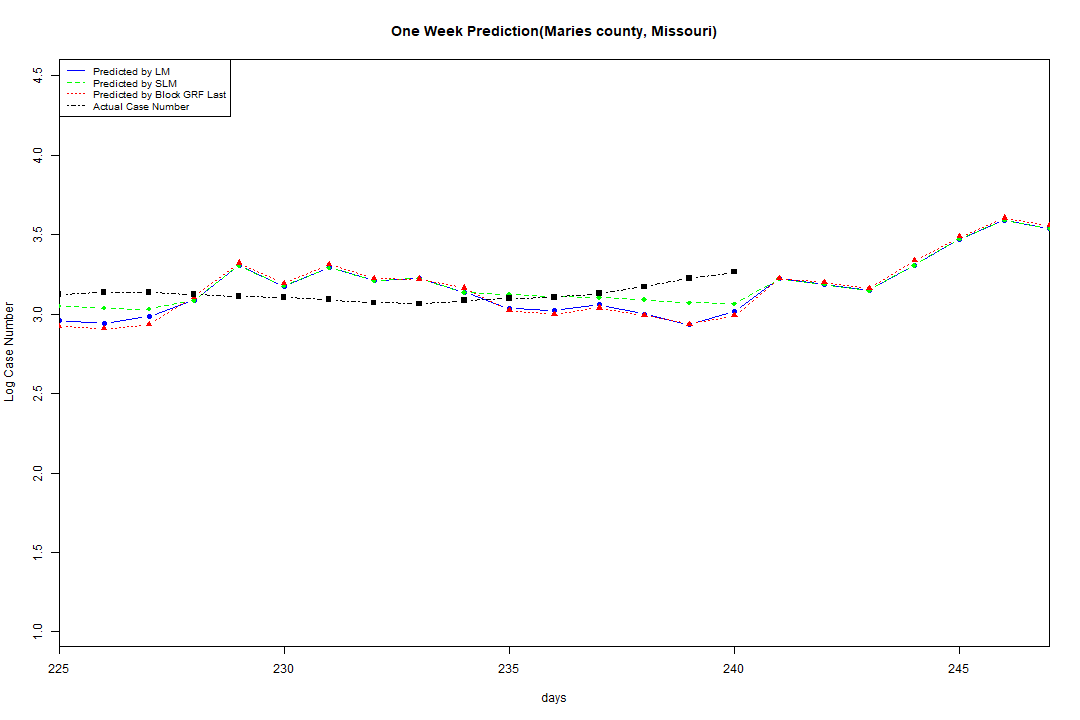 One Week Prediction(Maries county, Missouri)
Predicted by LM
Predicted by SLM
Predicted by Block GRF Last
Actual Case Number
4.5
4.0
3.5
3.0
2.5
2.0
1.5
1.0
Log Case Number
225 230 235 240 245
days